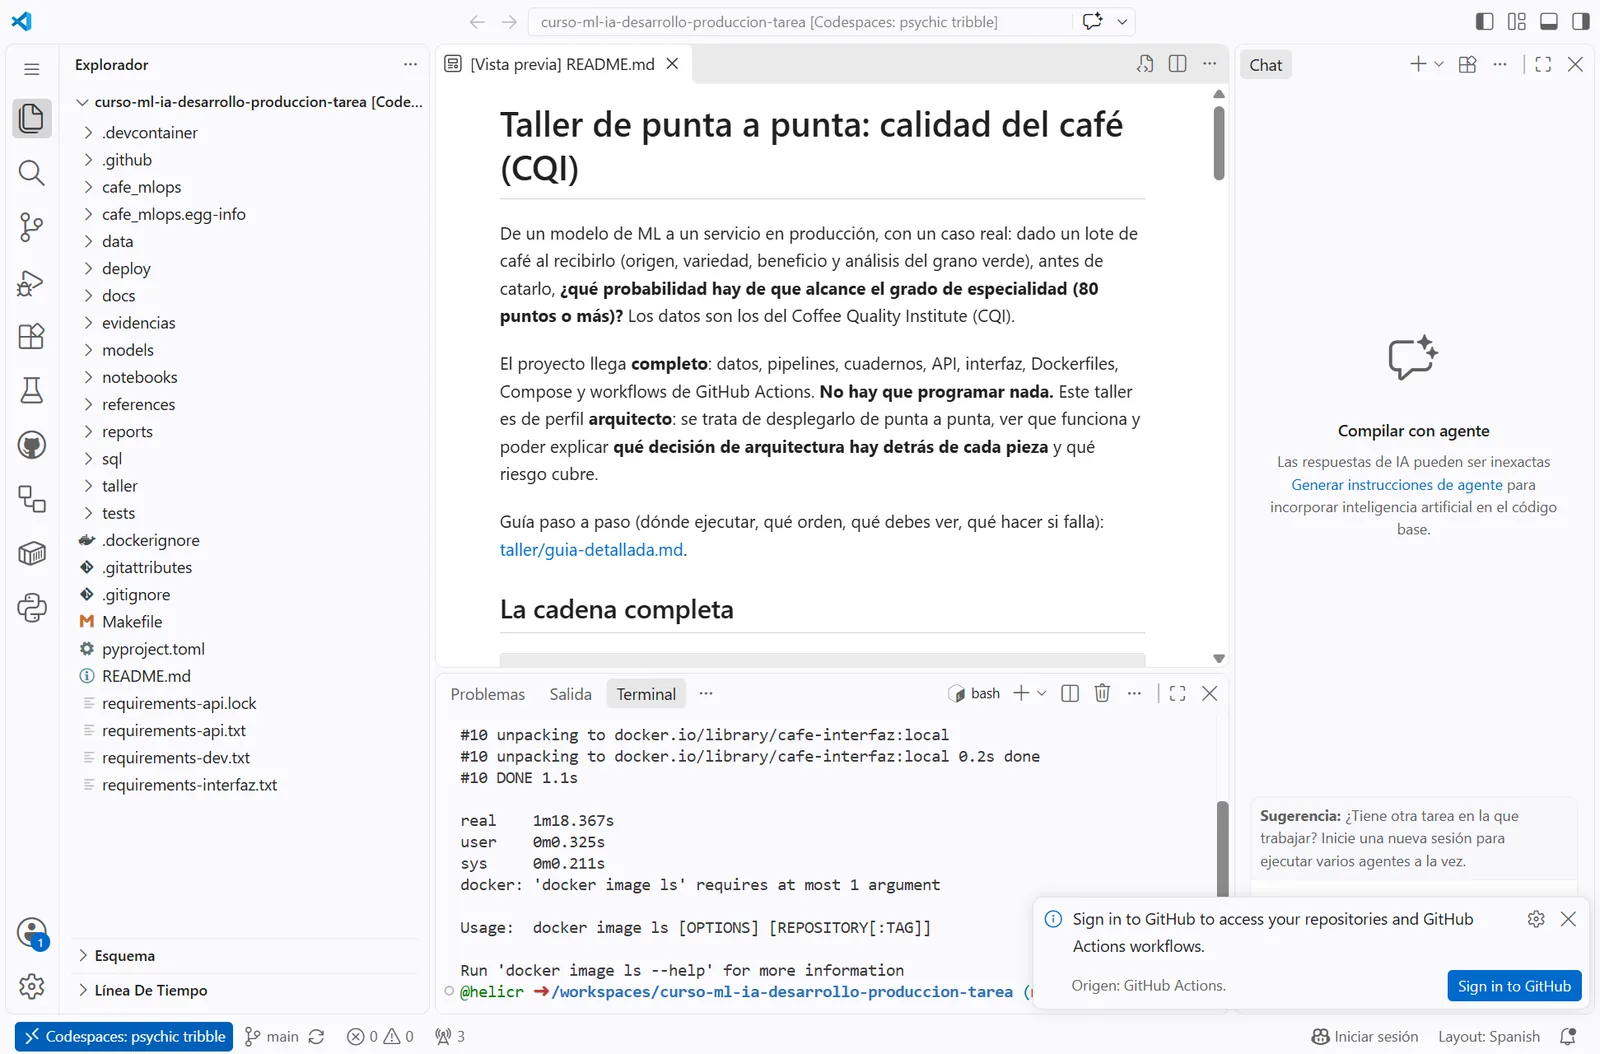 curso-ml-ia-desarrollo-produccion-tarea [Codespaces: psychic tribble]
Explorador
curso-ml-ia-desarrollo-produccion-tarea [Code...
.devcontainer
.github
cafe_mlops
cafe_mlops.egg-info
data
deploy
docs
evidencias
models
notebooks
references
reports
sql
taller
tests
.dockerignore
.gitattributes
.gitignore
Makefile
pyproject.toml
README.md
requirements-api.lock
requirements-api.txt
requirements-dev.txt
requirements-interfaz.txt
Esquema
Línea De Tiempo
[Vista previa] README.md
Taller de punta a punta: calidad del café
(CQI)
De un modelo de ML a un servicio en producción, con un caso real: dado un lote de
café al recibirlo (origen, variedad, beneficio y análisis del grano verde), antes de
catarlo, ¿qué probabilidad hay de que alcance el grado de especialidad (80
puntos o más)? Los datos son los del Coffee Quality Institute (CQI).
El proyecto llega completo: datos, pipelines, cuadernos, API, interfaz, Dockerfiles,
Compose y workflows de GitHub Actions. No hay que programar nada. Este taller
es de perfil arquitecto: se trata de desplegarlo de punta a punta, ver que funciona y
poder explicar qué decisión de arquitectura hay detrás de cada pieza y qué
riesgo cubre.
Guía paso a paso (dónde ejecutar, qué orden, qué debes ver, qué hacer si falla):
taller/guia-detallada.md.
La cadena completa
Problemas
Salida
Terminal
bash
#10 unpacking to docker.io/library/cafe-interfaz:local
#10 unpacking to docker.io/library/cafe-interfaz:local 0.2s done
#10 DONE 1.1s
real 1m18.367s
user 0m0.325s
sys 0m0.211s
docker: 'docker image ls' requires at most 1 argument
Usage: docker image ls [OPTIONS] [REPOSITORY[:TAG]]
Run 'docker image ls --help' for more information
@helicr ➜/workspaces/curso-ml-ia-desarrollo-produccion-tarea (
Chat
Compilar con agente
Las respuestas de IA pueden ser inexactas
Generar instrucciones de agente para
incorporar inteligencia artificial en el código
base.
Sugerencia: ¿Tiene otra tarea en la que
trabajar? Inicie una nueva sesión para
ejecutar varios agentes a la vez.
Sign in to GitHub to access your repositories and GitHub
Actions workflows.
Origen: GitHub Actions.
Sign in to GitHub
1
Codespaces: psychic tribble
main
0
0
3
Iniciar sesión
Layout: Spanish